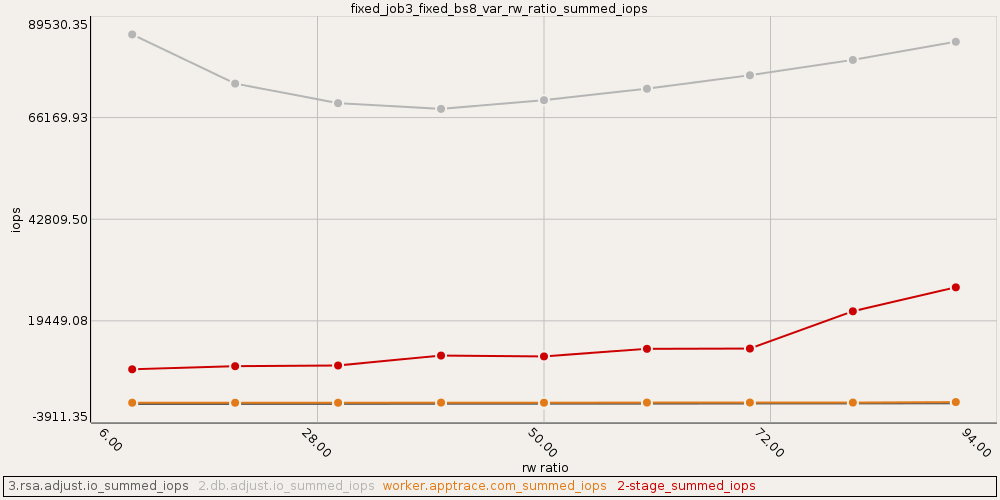 fixed_job3_fixed_bs8_var_rw_ratio_summed_iops
89530.35
66169.93
42809.50
19449.08
-3911.35
iops
6.00
28.00
50.00
72.00
94.00
rw ratio
3.rsa.adjust.io_summed_iops 2.db.adjust.io_summed_iops worker.apptrace.com_summed_iops 2-stage_summed_iops